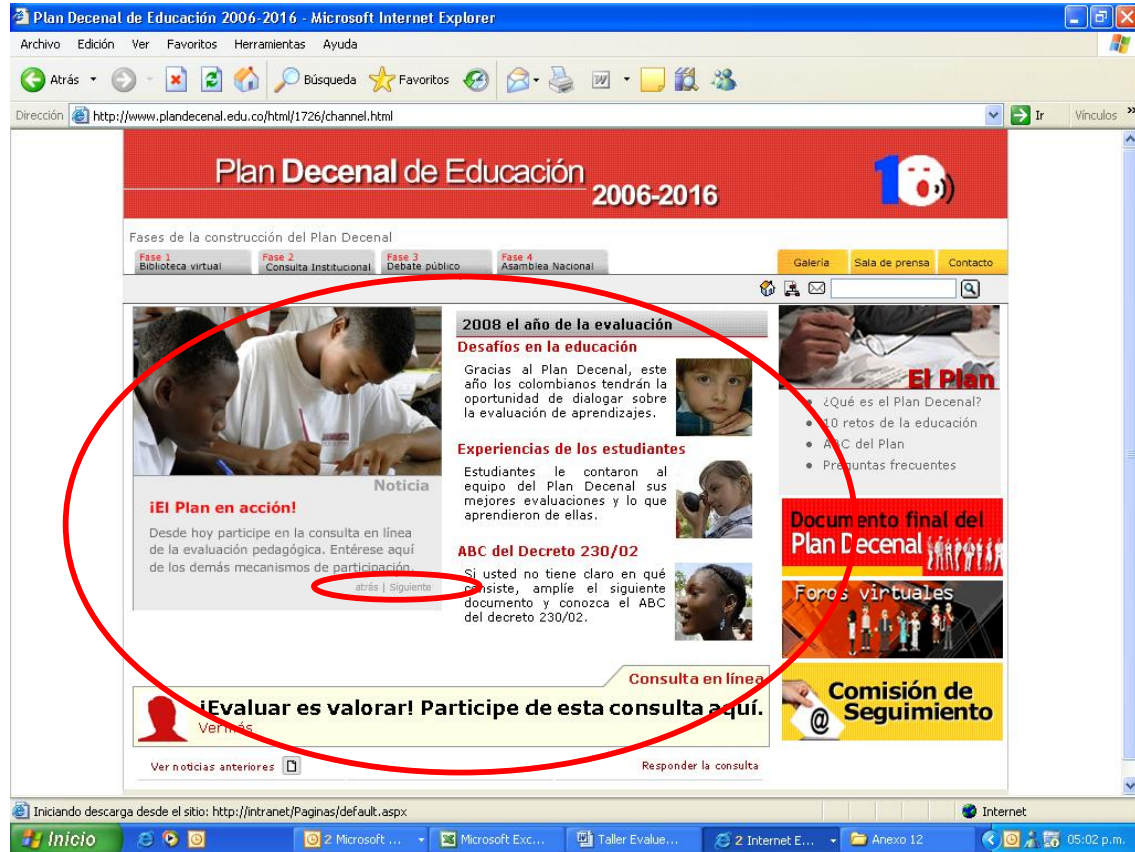 Plan Decenal de Educación 2006-2016 - Microsoft Internet Explorer
Archivo Edición Ver Favoritos Herramientas Ayuda
Atrás Búsqueda Favoritos
Dirección http://www.plandecenal.edu.co/html/1726/channel.html Ir Vínculos »
Plan Decenal de Educación
2006-2016
10
Fases de la construcción del Plan Decenal
Fase 1
Biblioteca virtual
Fase 2
Consulta Institucional
Fase 3
Debate público
Fase 4
Asamblea Nacional
Galería Sala de prensa Contacto
Noticia
¡El Plan en acción!
Desde hoy participe en la consulta en línea
de la evaluación pedagógica. Entérese aquí
de los demás mecanismos de participación.
atrás | Siguiente
2008 el año de la evaluación
Desafíos en la educación
Gracias al Plan Decenal, este
año los colombianos tendrán la
oportunidad de dialogar sobre
la evaluación de aprendizajes.
Experiencias de los estudiantes
Estudiantes le contaron al
equipo del Plan Decenal sus
mejores evaluaciones y lo que
aprendieron de ellas.
ABC del Decreto 230/02
Si usted no tiene claro en qué
consiste, amplíe el siguiente
documento y conozca el ABC
del decreto 230/02.
El Plan
¿Qué es el Plan Decenal?
10 retos de la educación
ABC del Plan
Preguntas frecuentes
Documento final del
Plan Decenal
Foros virtuales
Comisión de
Seguimiento
@
Consulta en línea
¡Evaluar es valorar! Participe de esta consulta aquí.
Ver más
Ver noticias anteriores
Responder la consulta
Iniciando descarga desde el sitio: http://intranet/Paginas/default.aspx Internet
Inicio 2 Microsoft ... Microsoft Exc... Taller Evalue... 2 Internet E... Anexo 12 05:02 p.m.